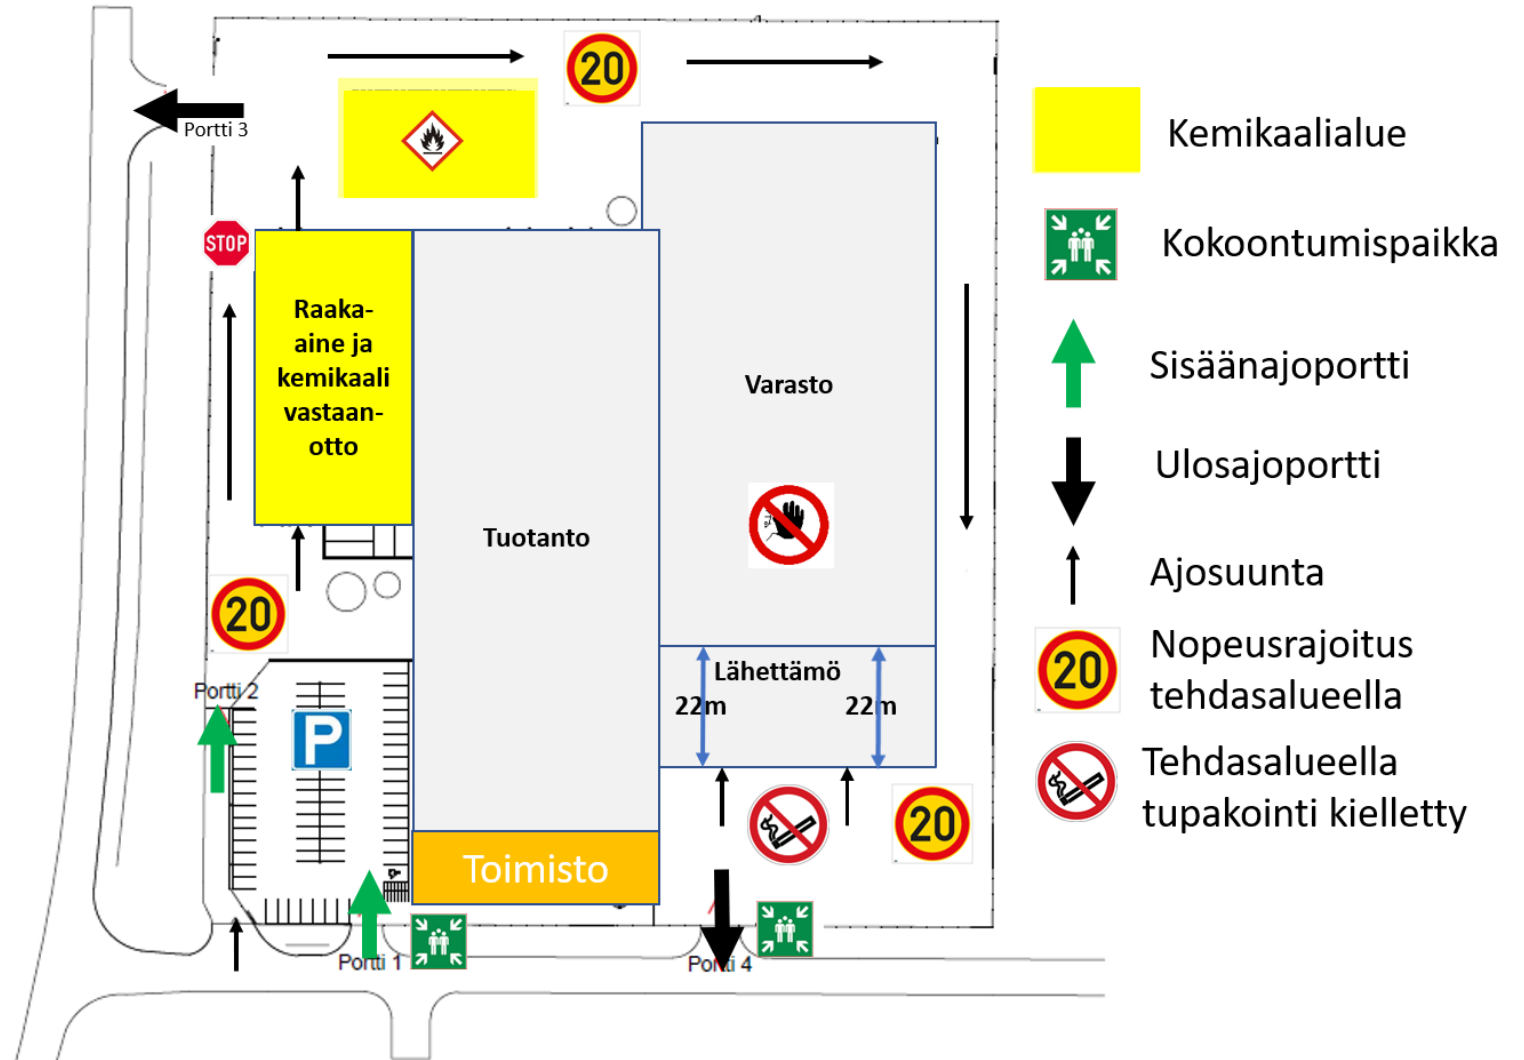 20
Portti 3
STOP
Raaka-
aine ja
kemikaali
vastaan-
otto
Varasto
Tuotanto
20
Lähettämö
22m
22m
Portti 2
P
20
Toimisto
Portti 1
Portti 4
Kemikaalialue
Kokoontumispaikka
Sisäänajoportti
Ulosajoportti
Ajosuunta
20
Nopeusrajoitus
tehdasalueella
Tehdasalueella
tupakointi kielletty